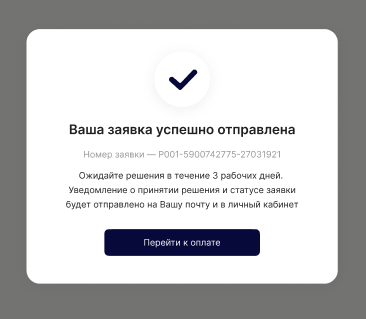 Ваша заявка успешно отправлена
Номер заявки — P001-5900742775-27031921
Ожидайте решения в течение 3 рабочих дней.
Уведомление о принятии решения и статусе заявки
будет отправлено на Вашу почту и в личный кабинет
Перейти к оплате